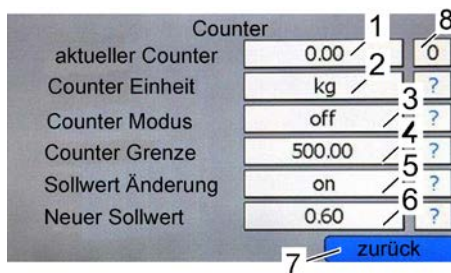 Counter 1 8
aktueller Counter 0.00 0
2
Counter Einheit kg ?
3
Counter Modus off ?
4
Counter Grenze 500.00 ?
5
Sollwert Änderung on ?
6
Neuer Sollwert 0.60 ?
7 zurück